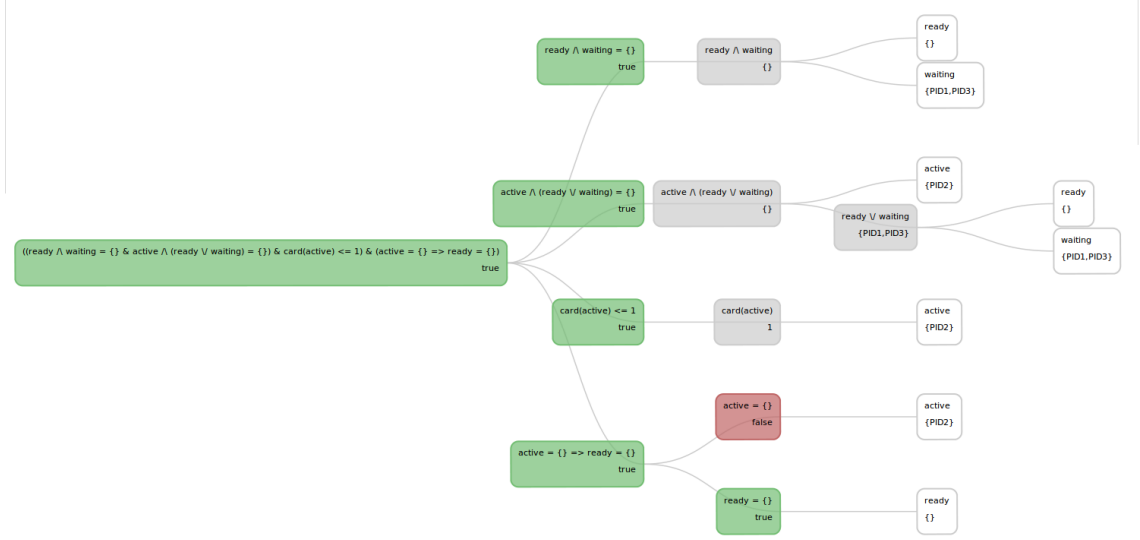 ready /\ waiting = {}
true
ready /\ waiting
{}
ready
{}
waiting
{PID1,PID3}
active /\ (ready \/ waiting) = {}
true
active /\ (ready \/ waiting)
{}
active
{PID2}
ready \/ waiting
{PID1,PID3}
ready
{}
waiting
{PID1,PID3}
((ready /\ waiting = {} & active /\ (ready \/ waiting) = {}) & card(active) <= 1) & (active = {} => ready = {})
true
card(active) <= 1
true
card(active)
1
active
{PID2}
active = {}
false
active
{PID2}
active = {} => ready = {}
true
ready = {}
true
ready
{}